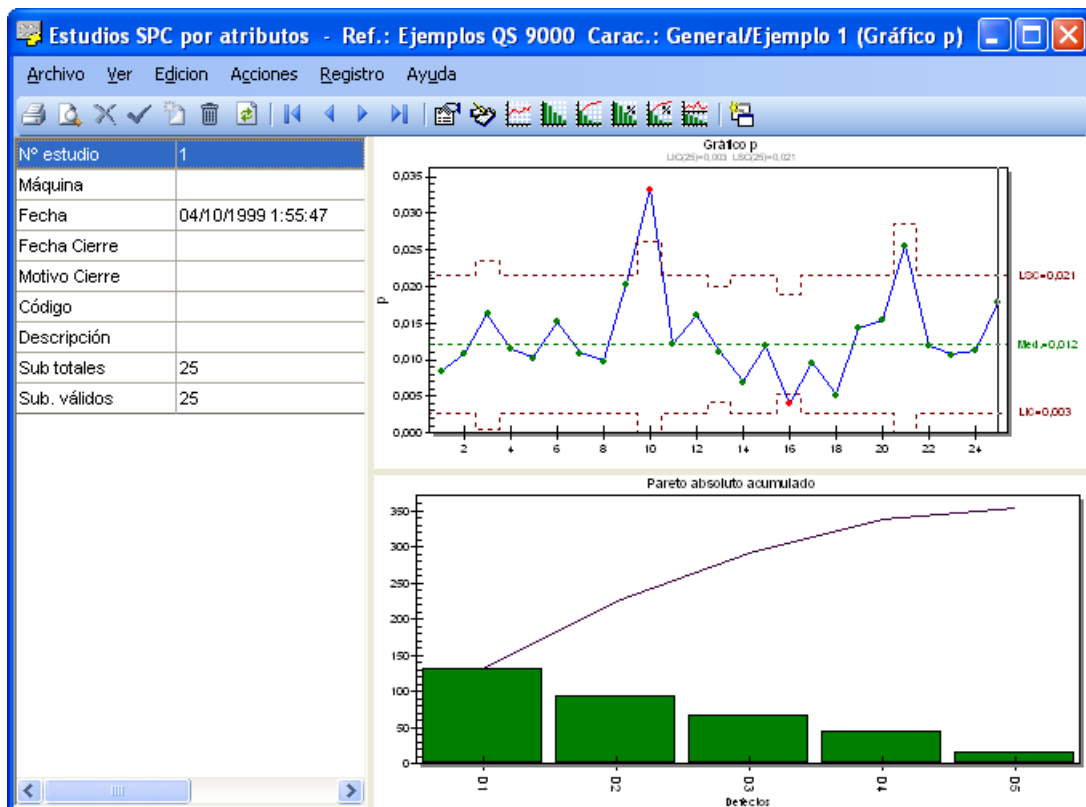 Estudios SPC por atributos - Ref.: Ejemplos QS 9000 Carac.: General/Ejemplo 1 (Gráfico p)
Archivo Ver Edicion Acciones Registro Ayuda
Nº estudio 1
Máquina
Fecha 04/10/1999 1:55:47
Fecha Cierre
Motivo Cierre
Código
Descripción
Sub totales 25
Sub. válidos 25
Gráfico p
LIC(25)=0,003 LSC(25)=0,021
0,035
0,030
0,025
0,020
0,015
0,010
0,005
0,000
p
LSC=0,021
Med.=0,012
LIC=0,003
2 4 6 8 10 12 14 16 18 20 22 24
Pareto absoluto acumulado
350
300
250
200
150
100
50
0
D1 D2 D3 D4 D5
Defectos